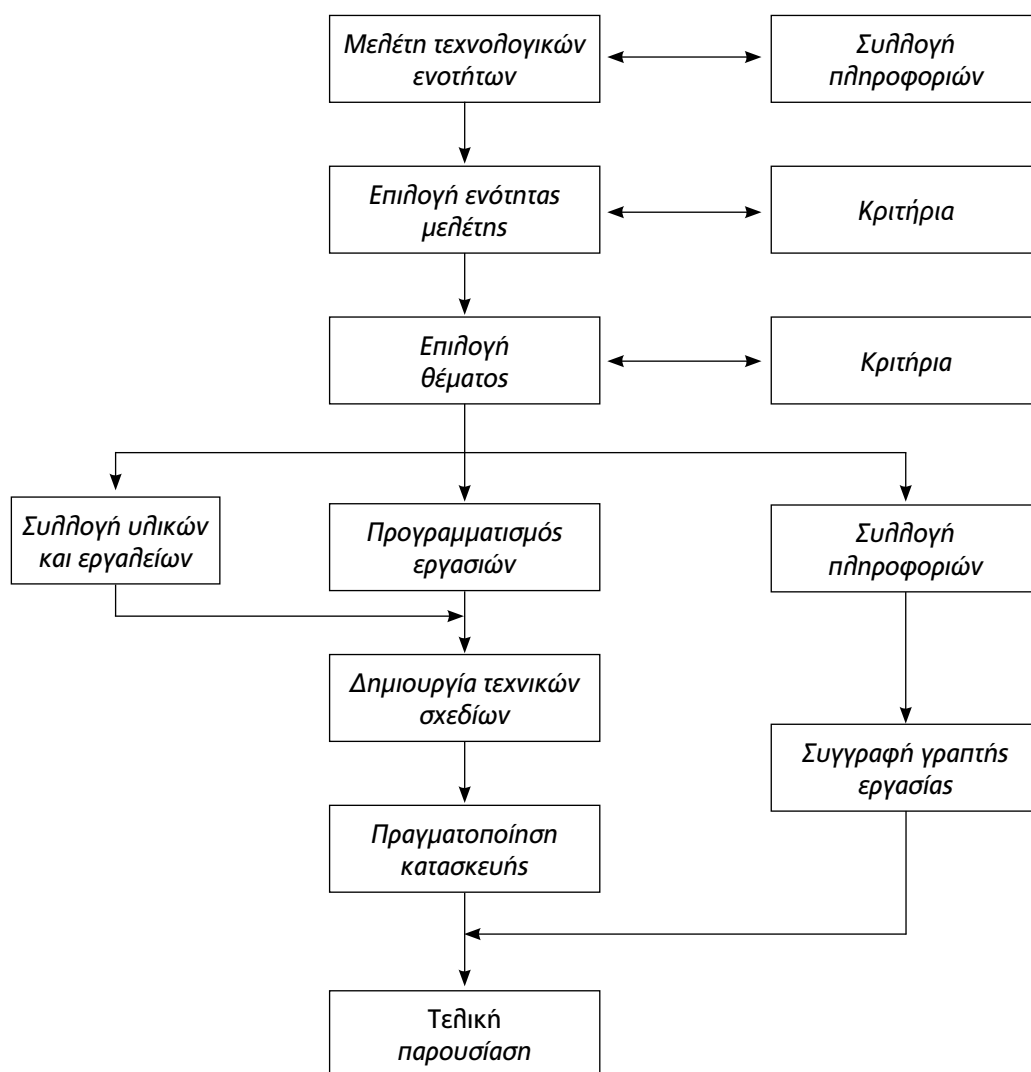 Μελέτη τεχνολογικών
ενοτήτων
Συλλογή
πληροφοριών
Επιλογή ενότητας
μελέτης
Κριτήρια
Επιλογή
θέματος
Κριτήρια
Συλλογή υλικών
και εργαλείων
Προγραμματισμός
εργασιών
Συλλογή
πληροφοριών
Δημιουργία τεχνικών
σχεδίων
Συγγραφή γραπτής
εργασίας
Πραγματοποίηση
κατασκευής
Τελική
παρουσίαση